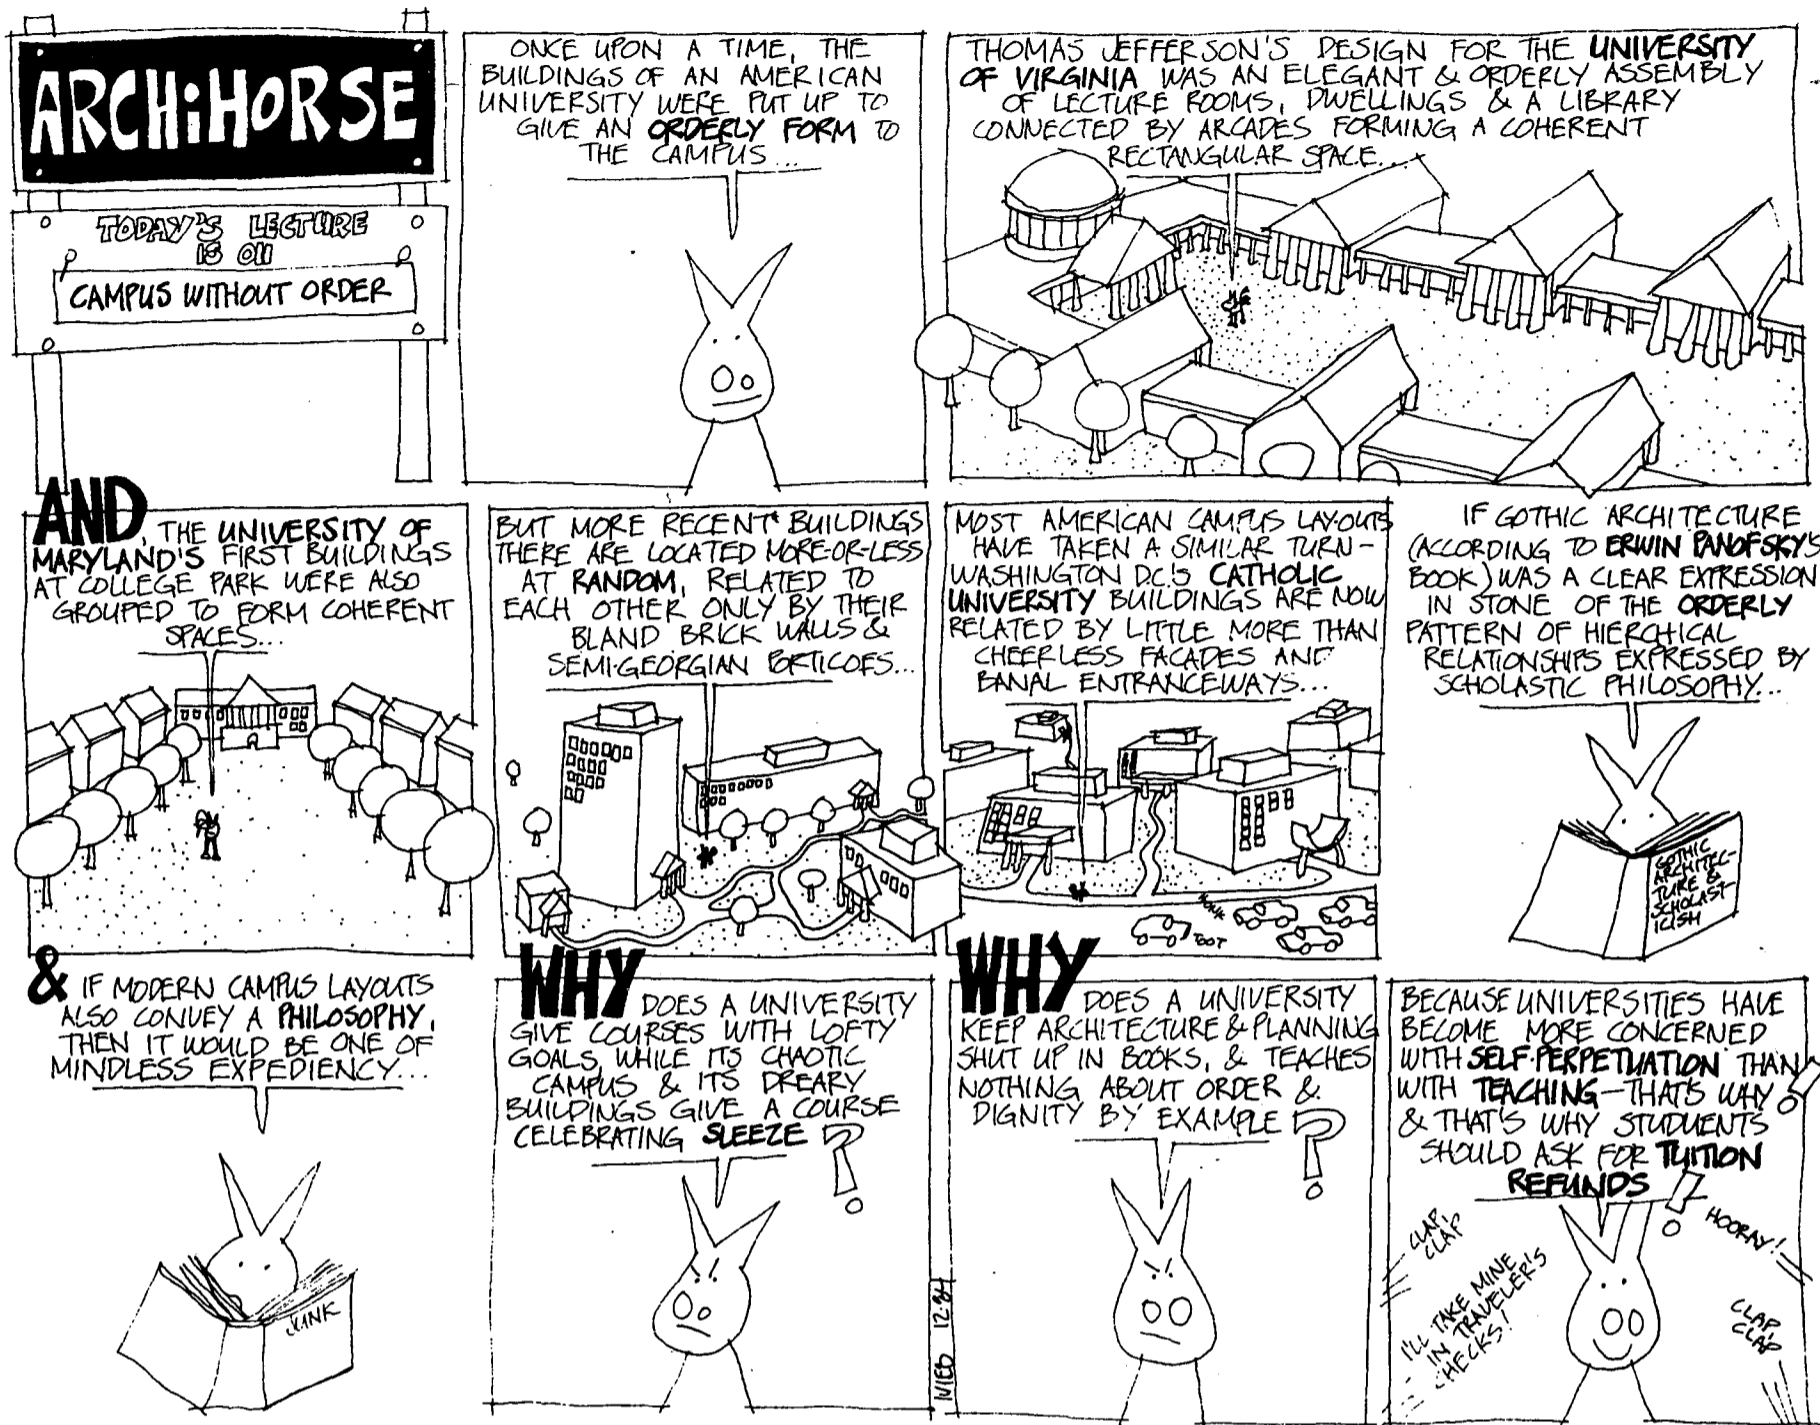 ARCHiHORSE
TODAY'S LECTURE
IS ON
CAMPUS WITHOUT ORDER
ONCE UPON A TIME, THE
BUILDINGS OF AN AMERICAN
UNIVERSITY WERE PUT UP TO
GIVE AN ORDERLY FORM TO
THE CAMPUS...
THOMAS JEFFERSON'S DESIGN FOR THE UNIVERSITY
OF VIRGINIA WAS AN ELEGANT & ORDERLY ASSEMBLY
OF LECTURE ROOMS, DWELLINGS & A LIBRARY
CONNECTED BY ARCADES FORMING A COHERENT
RECTANGULAR SPACE...
AND, THE UNIVERSITY OF
MARYLAND'S FIRST BUILDINGS
AT COLLEGE PARK WERE ALSO
GROUPED TO FORM COHERENT
SPACES...
BUT MORE RECENT BUILDINGS
THERE ARE LOCATED MORE-OR-LESS
AT RANDOM, RELATED TO
EACH OTHER ONLY BY THEIR
BLAND BRICK WALLS &
SEMI-GEORGIAN PORTICOES...
MOST AMERICAN CAMPUS LAYOUTS
HAVE TAKEN A SIMILAR TURN-
WASHINGTON D.C.'S CATHOLIC
UNIVERSITY BUILDINGS ARE NOW
RELATED BY LITTLE MORE THAN
CHEERLESS FACADES AND
BANAL ENTRANCEWAYS...
HONK
TOOT
IF GOTHIC ARCHITECTURE
(ACCORDING TO ERWIN PANOFSKY'S
BOOK) WAS A CLEAR EXPRESSION
IN STONE OF THE ORDERLY
PATTERN OF HIERCHICAL
RELATIONSHIPS EXPRESSED BY
SCHOLASTIC PHILOSOPHY...
GOTHIC
ARCHITEC-
TURE &
SCHOLAST-
ICISM
& IF MODERN CAMPUS LAYOUTS
ALSO CONVEY A PHILOSOPHY,
THEN IT WOULD BE ONE OF
MINDLESS EXPEDIENCY...
JUNK
WHY DOES A UNIVERSITY
GIVE COURSES WITH LOFTY
GOALS, WHILE ITS CHAOTIC
CAMPUS & ITS DREARY
BUILDINGS GIVE A COURSE
CELEBRATING SLEEZE?!
WHY DOES A UNIVERSITY
KEEP ARCHITECTURE & PLANNING
SHUT UP IN BOOKS, & TEACHES
NOTHING ABOUT ORDER &
DIGNITY BY EXAMPLE?!
12·84
BECAUSE UNIVERSITIES HAVE
BECOME MORE CONCERNED
WITH SELF-PERPETUATION THAN
WITH TEACHING—THAT'S WHY!
& THAT'S WHY STUDUENTS
SHOULD ASK FOR TUITION
REFUNDS!
CLAP,
CLAP
HOORAY!
I'LL TAKE MINE
IN TRAVELER'S
CHECKS!
CLAP,
CLAP